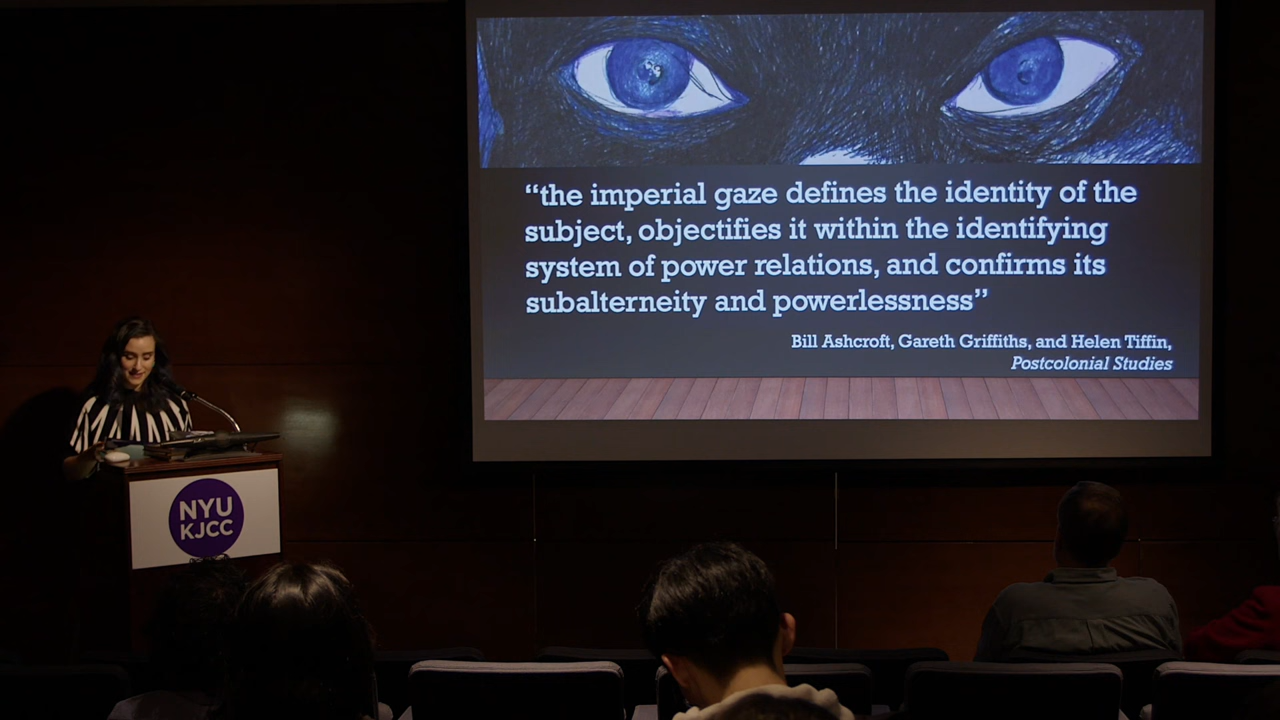 “the imperial gaze defines the identity of the
subject, objectifies it within the identifying
system of power relations, and confirms its
subalterneity and powerlessness”
Bill Ashcroft, Gareth Griffiths, and Helen Tiffin,
Postcolonial Studies
NYU
KJCC